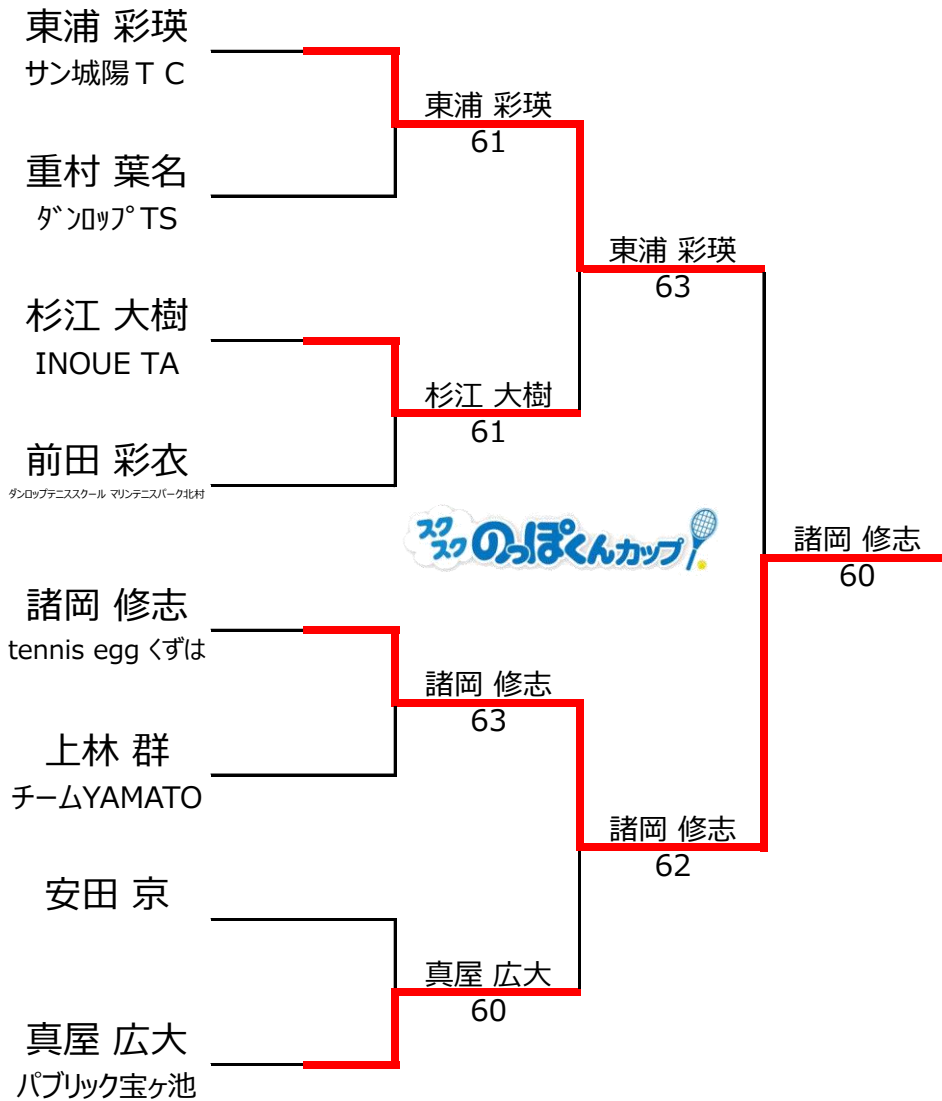 東浦 彩瑛
サン城陽ＴＣ
東浦 彩瑛
61
重村 葉名
ﾀﾞﾝﾛｯﾌﾟTS
東浦 彩瑛
63
杉江 大樹
INOUE TA
杉江 大樹
61
前田 彩衣
ダンロップテニススクール マリンテニスパーク北村
スクスク のっぽくんカップ
諸岡 修志
60
諸岡 修志
tennis egg くずは
諸岡 修志
63
上林 群
チームYAMATO
諸岡 修志
62
安田 京
真屋 広大
60
真屋 広大
パブリック宝ヶ池